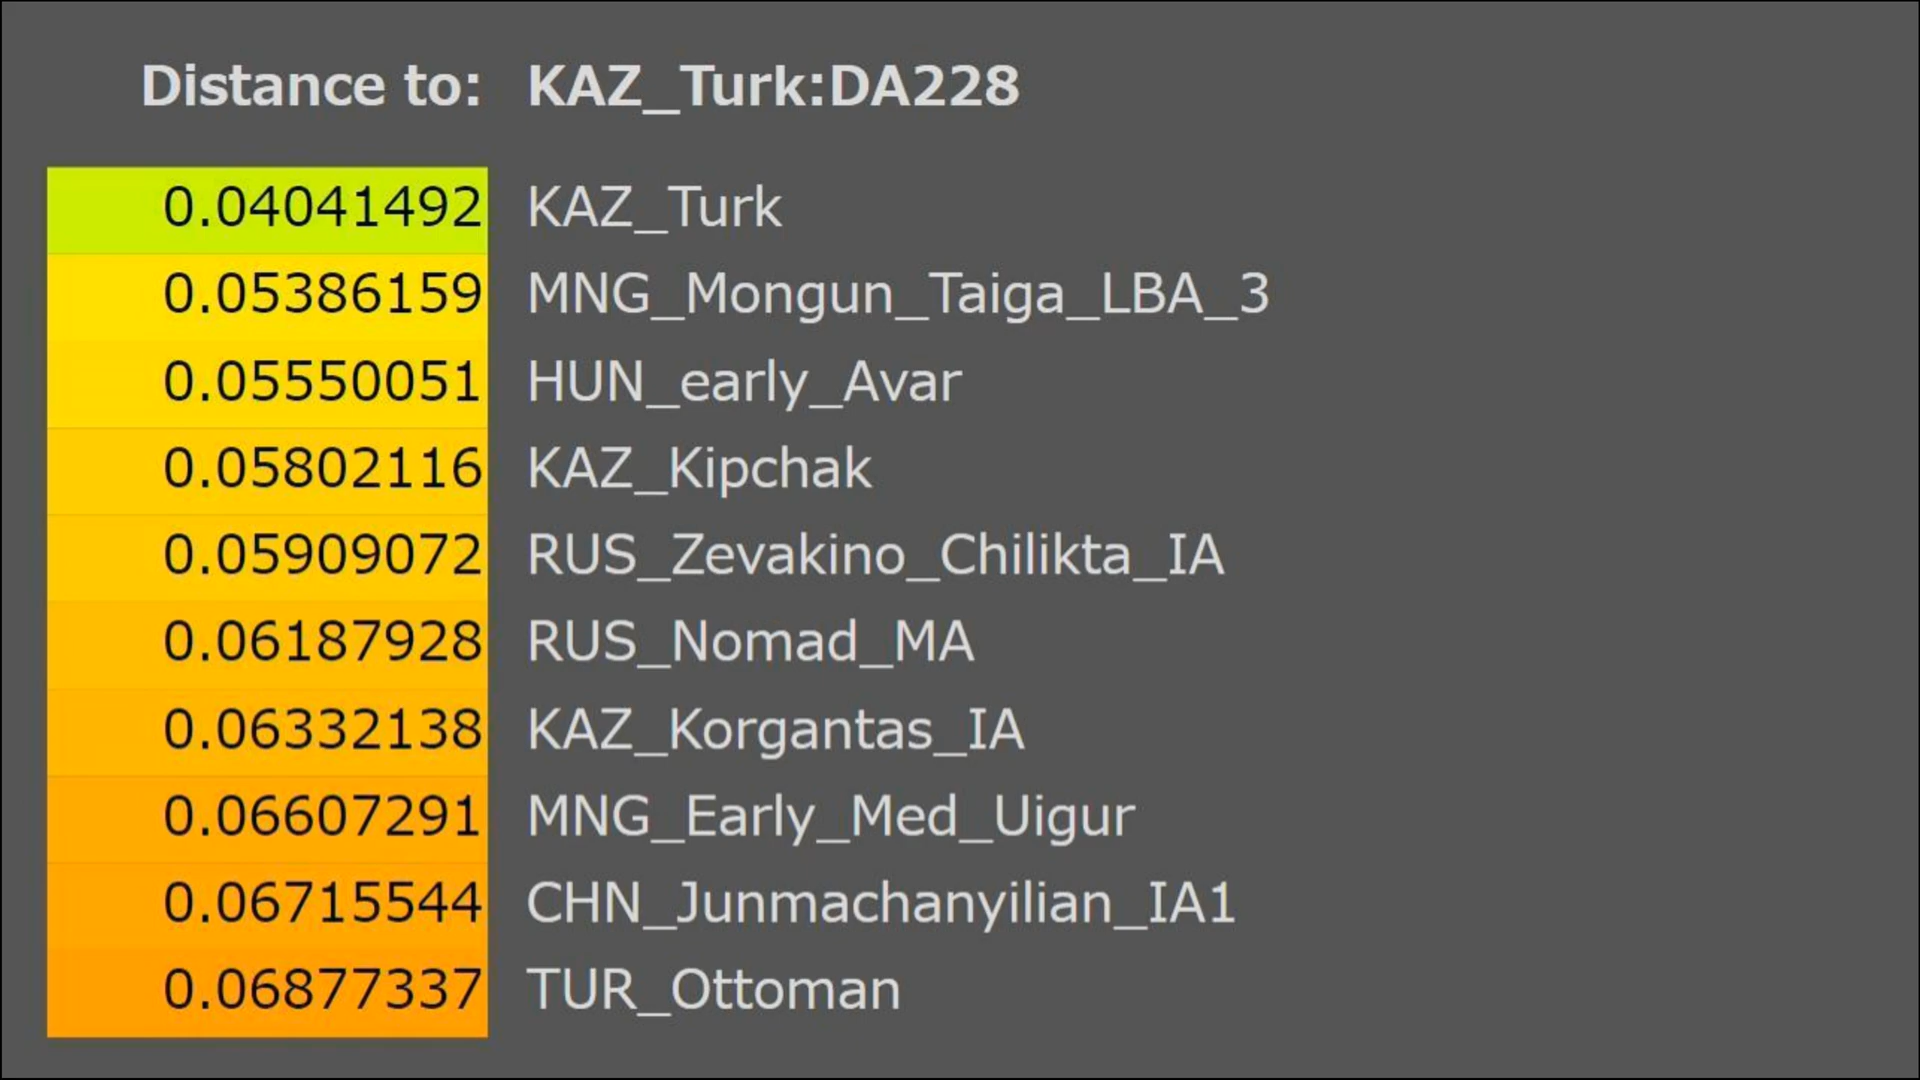 Distance to: KAZ_Turk:DA228
0.04041492 KAZ_Turk
0.05386159 MNG_Mongun_Taiga_LBA_3
0.05550051 HUN_early_Avar
0.05802116 KAZ_Kipchak
0.05909072 RUS_Zevakino_Chilikta_IA
0.06187928 RUS_Nomad_MA
0.06332138 KAZ_Korgantas_IA
0.06607291 MNG_Early_Med_Uigur
0.06715544 CHN_Junmachanyilian_IA1
0.06877337 TUR_Ottoman